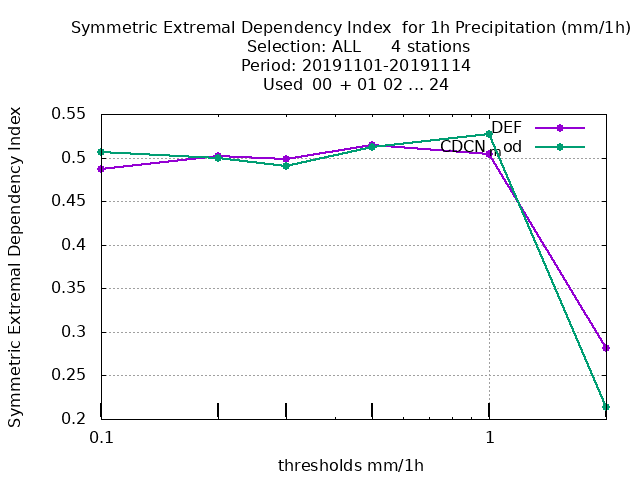 Symmetric Extremal Dependency Index for 1h Precipitation (mm/1h)
Selection: ALL 4 stations
Period: 20191101-20191114
Used 00 + 01 02 ... 24
Symmetric Extremal Dependency Index
0.55
0.5
0.45
0.4
0.35
0.3
0.25
0.2
DEF
CDCN_mod
0.1
1
thresholds mm/1h